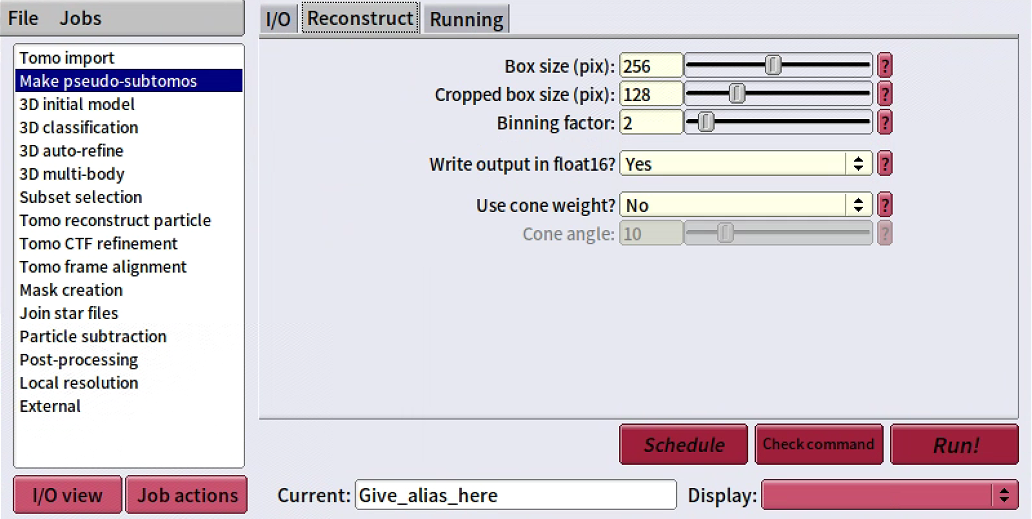 File Jobs
I/O Reconstruct Running
Tomo import
Make pseudo-subtomos
3D initial model
3D classification
3D auto-refine
3D multi-body
Subset selection
Tomo reconstruct particle
Tomo CTF refinement
Tomo frame alignment
Mask creation
Join star files
Particle subtraction
Post-processing
Local resolution
External
Box size (pix): 256 ?
Cropped box size (pix): 128 ?
Binning factor: 2 ?
Write output in float16? Yes ?
Use cone weight? No ?
Cone angle: 10 ?
Schedule Check command Run!
I/O view Job actions Current: Give_alias_here Display: